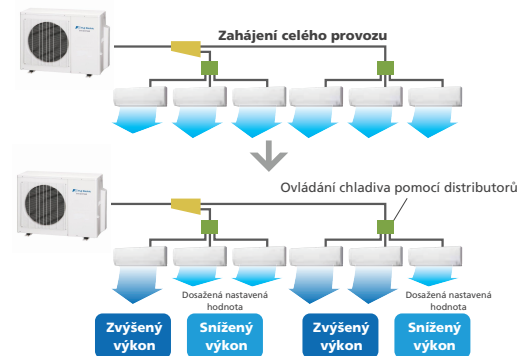 Zahájení celého provozu
Ovládání chladiva pomocí distributorů
Dosažená nastavená
hodnota
Dosažená nastavená
hodnota
Zvýšený
výkon
Snížený
výkon
Zvýšený
výkon
Snížený
výkon